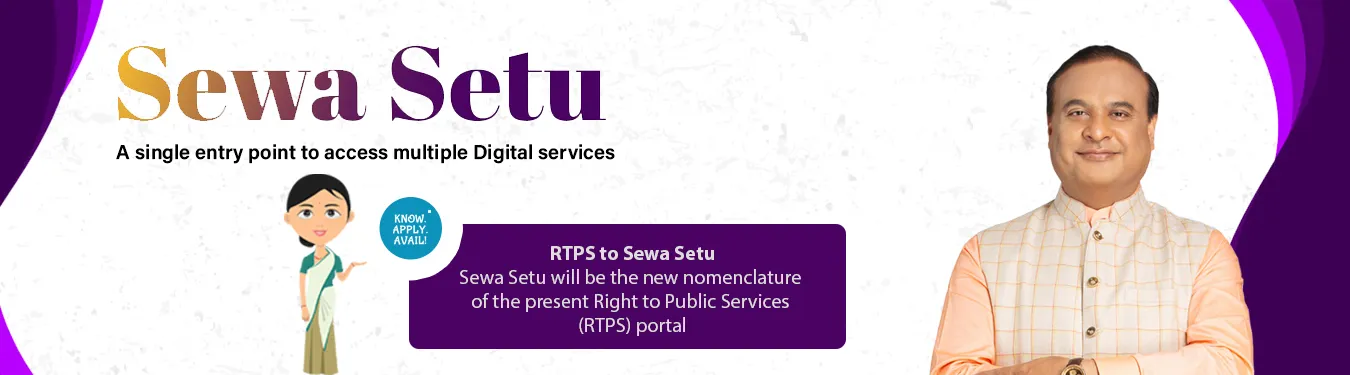 Sewa Setu
A single entry point to access multiple Digital services
KNOW.
APPLY.
AVAIL!
RTPS to Sewa Setu
Sewa Setu will be the new nomenclature
of the present Right to Public Services
(RTPS) portal